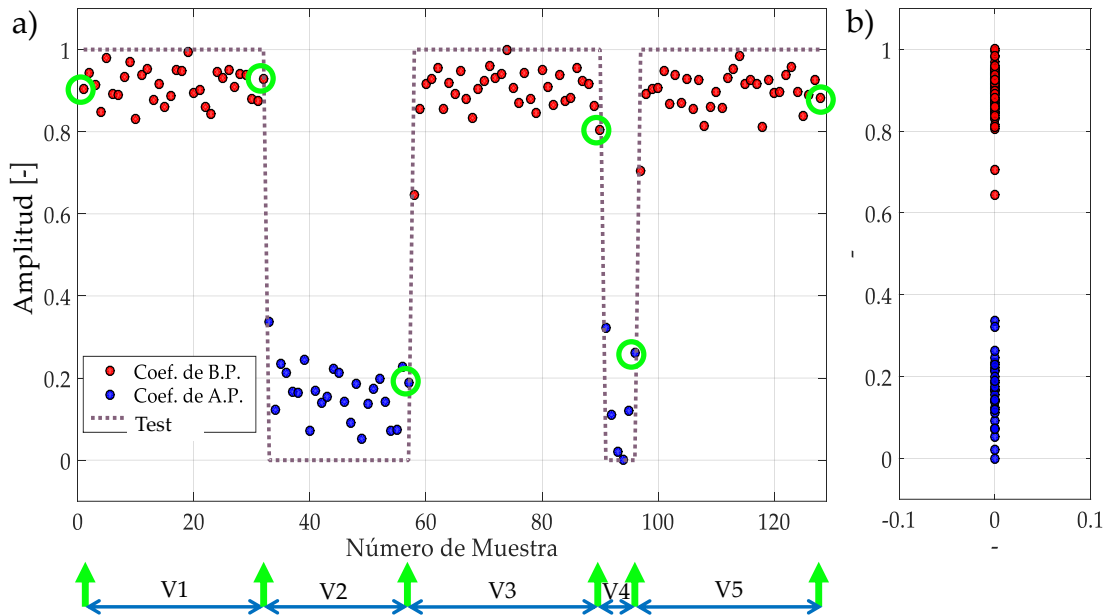 a)
b)
Amplitud [-]
1
0.8
0.6
0.4
0.2
0
Coef. de B.P.
Coef. de A.P.
Test
0 20 40 60 80 100 120
Número de Muestra
V1 V2 V3 V4 V5
-
1
0.8
0.6
0.4
0.2
0
-0.1 0 0.1
-